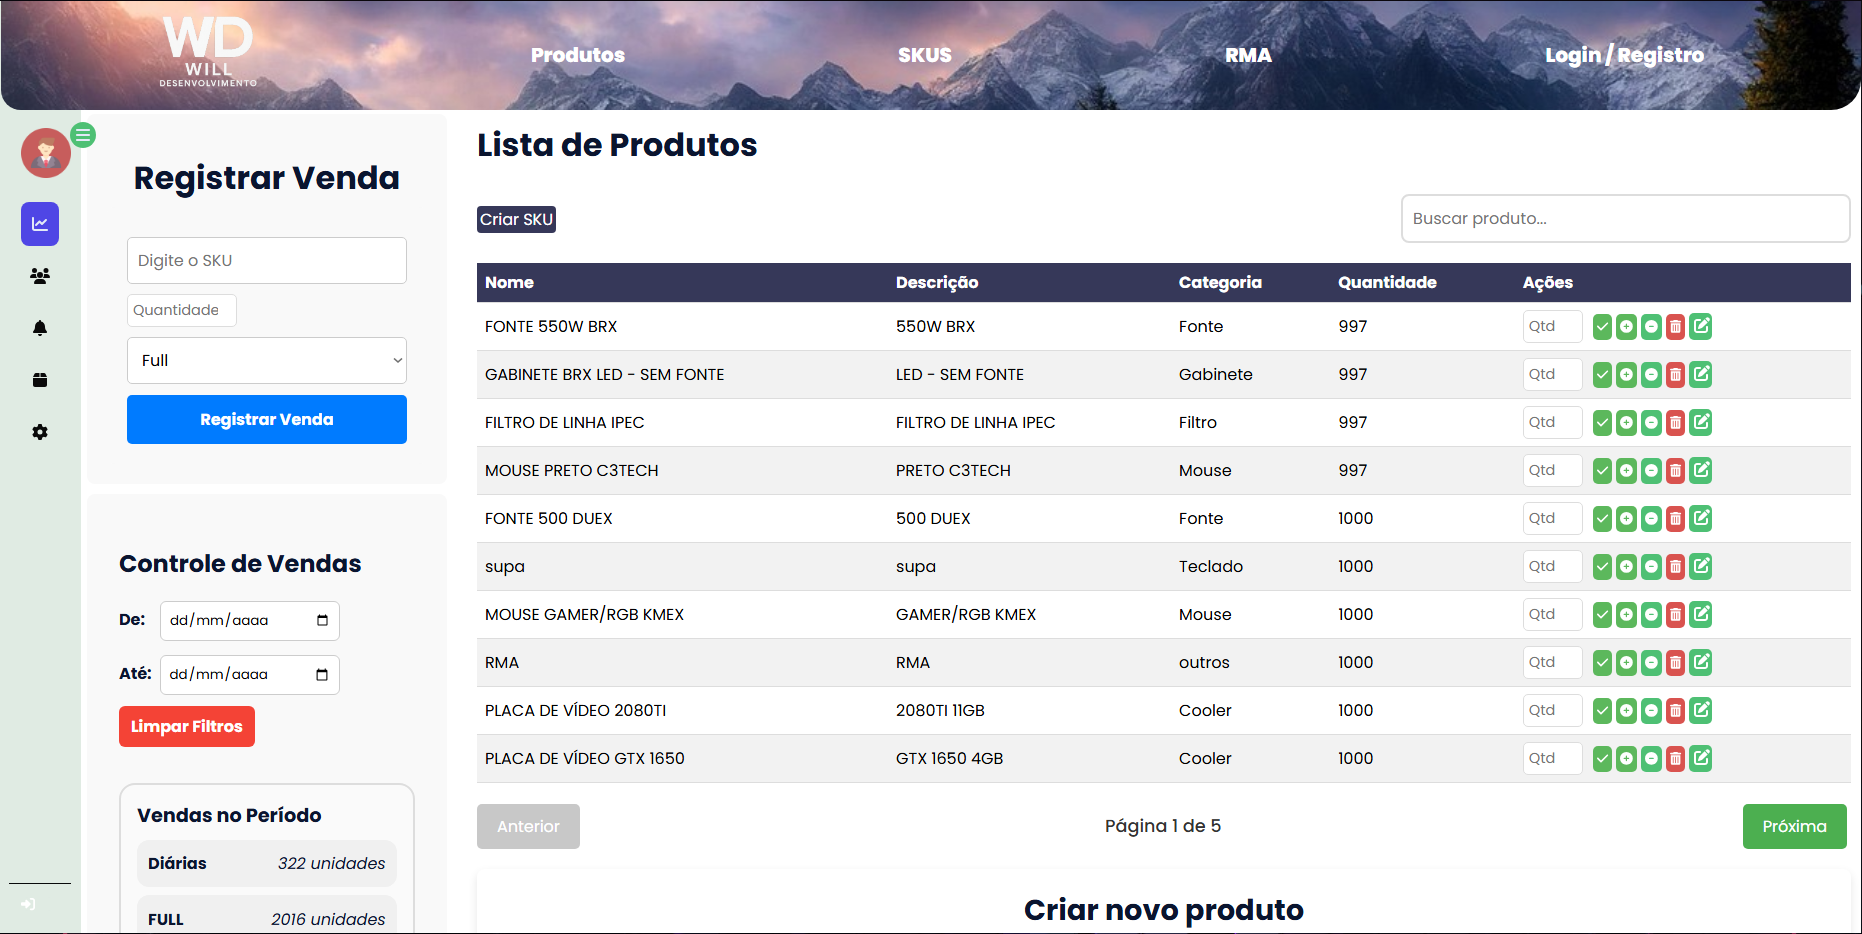 WD
WILL
DESENVOLVIMENTO
Produtos
SKUS
RMA
Login / Registro
Registrar Venda
Digite o SKU
Quantidade
Full
Registrar Venda
Controle de Vendas
De: dd/mm/aaaa
Até: dd/mm/aaaa
Limpar Filtros
Vendas no Período
Diárias 322 unidades
FULL 2016 unidades
Lista de Produtos
Criar SKU
Buscar produto...
Nome Descrição Categoria Quantidade Ações
FONTE 550W BRX 550W BRX Fonte 997 Qtd
GABINETE BRX LED - SEM FONTE LED - SEM FONTE Gabinete 997 Qtd
FILTRO DE LINHA IPEC FILTRO DE LINHA IPEC Filtro 997 Qtd
MOUSE PRETO C3TECH PRETO C3TECH Mouse 997 Qtd
FONTE 500 DUEX 500 DUEX Fonte 1000 Qtd
supa supa Teclado 1000 Qtd
MOUSE GAMER/RGB KMEX GAMER/RGB KMEX Mouse 1000 Qtd
RMA RMA outros 1000 Qtd
PLACA DE VÍDEO 2080TI 2080TI 11GB Cooler 1000 Qtd
PLACA DE VÍDEO GTX 1650 GTX 1650 4GB Cooler 1000 Qtd
Anterior
Página 1 de 5
Próxima
Criar novo produto